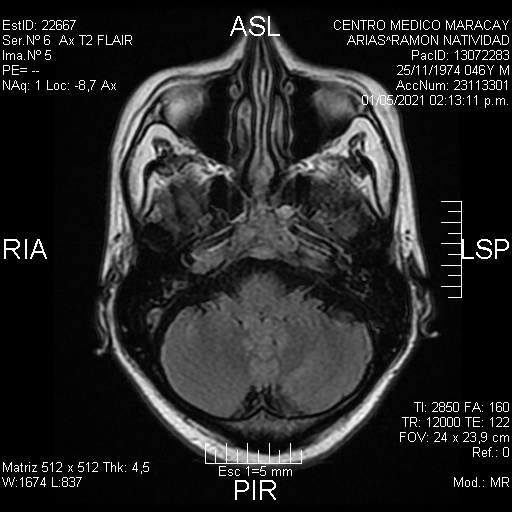 EstID: 22667
Ser.Nº 6 Ax T2 FLAIR
Ima.Nº 5
PE= --
NAq: 1 Loc: -8,7 Ax
ASL
CENTRO MEDICO MARACAY
ARIAS^RAMON NATIVIDAD
PacID: 13072283
25/11/1974 046Y M
AccNum: 23113301
01/05/2021 02:13:11 p.m.
RIA
LSP
TI: 2850 FA: 160
TR: 12000 TE: 122
FOV: 24 x 23,9 cm
Ref.: 0
Matriz 512 x 512 Thk: 4,5
W:1674 L:837
Esc 1=5 mm
PIR
Mod.: MR